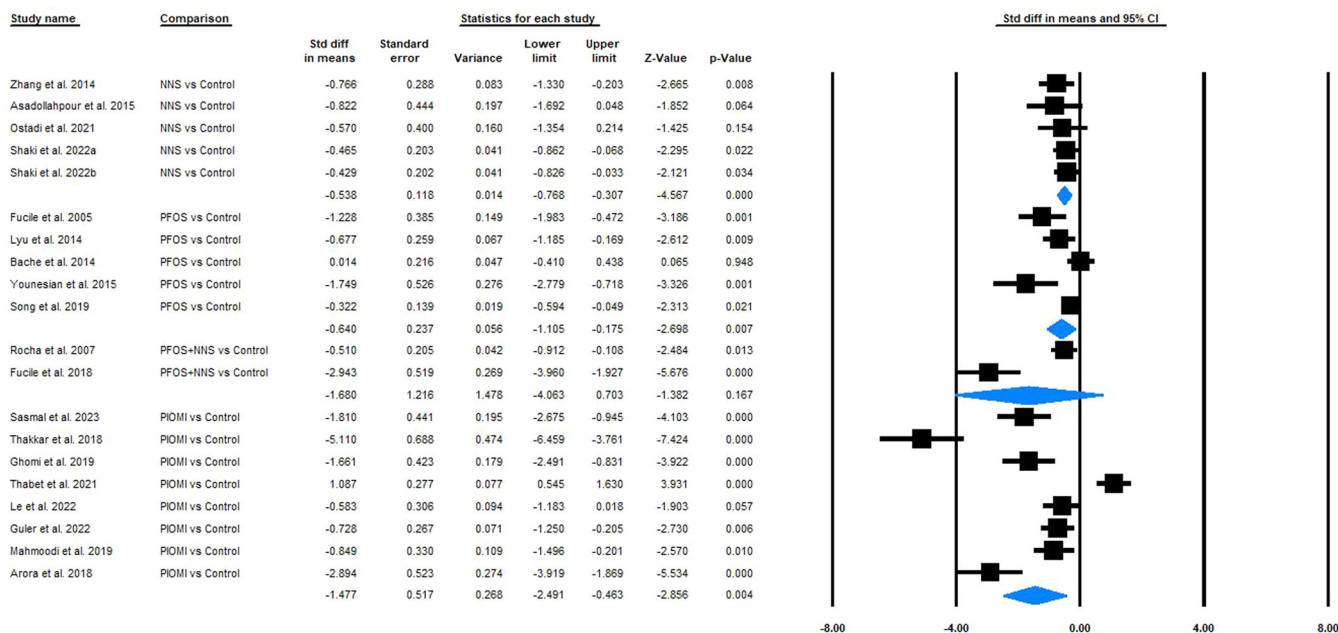 Study name Comparison Statistics for each study Std diff in means and 95% CI
Std diff Standard Lower Upper
in means error Variance limit limit Z-Value p-Value
Zhang et al. 2014 NNS vs Control -0.766 0.288 0.083 -1.330 -0.203 -2.665 0.008
Asadollahpour et al. 2015 NNS vs Control -0.822 0.444 0.197 -1.692 0.048 -1.852 0.064
Ostadi et al. 2021 NNS vs Control -0.570 0.400 0.160 -1.354 0.214 -1.425 0.154
Shaki et al. 2022a NNS vs Control -0.465 0.203 0.041 -0.862 -0.068 -2.295 0.022
Shaki et al. 2022b NNS vs Control -0.429 0.202 0.041 -0.826 -0.033 -2.121 0.034
-0.538 0.118 0.014 -0.768 -0.307 -4.567 0.000
Fucile et al. 2005 PFOS vs Control -1.228 0.385 0.149 -1.983 -0.472 -3.186 0.001
Lyu et al. 2014 PFOS vs Control -0.677 0.259 0.067 -1.185 -0.169 -2.612 0.009
Bache et al. 2014 PFOS vs Control 0.014 0.216 0.047 -0.410 0.438 0.065 0.948
Younesian et al. 2015 PFOS vs Control -1.749 0.526 0.276 -2.779 -0.718 -3.326 0.001
Song et al. 2019 PFOS vs Control -0.322 0.139 0.019 -0.594 -0.049 -2.313 0.021
-0.640 0.237 0.056 -1.105 -0.175 -2.698 0.007
Rocha et al. 2007 PFOS+NNS vs Control -0.510 0.205 0.042 -0.912 -0.108 -2.484 0.013
Fucile et al. 2018 PFOS+NNS vs Control -2.943 0.519 0.269 -3.960 -1.927 -5.676 0.000
-1.680 1.216 1.478 -4.063 0.703 -1.382 0.167
Sasmal et al. 2023 PIOMI vs Control -1.810 0.441 0.195 -2.675 -0.945 -4.103 0.000
Thakkar et al. 2018 PIOMI vs Control -5.110 0.688 0.474 -6.459 -3.761 -7.424 0.000
Ghomi et al. 2019 PIOMI vs Control -1.661 0.423 0.179 -2.491 -0.831 -3.922 0.000
Thabet et al. 2021 PIOMI vs Control 1.087 0.277 0.077 0.545 1.630 3.931 0.000
Le et al. 2022 PIOMI vs Control -0.583 0.306 0.094 -1.183 0.018 -1.903 0.057
Guler et al. 2022 PIOMI vs Control -0.728 0.267 0.071 -1.250 -0.205 -2.730 0.006
Mahmoodi et al. 2019 PIOMI vs Control -0.849 0.330 0.109 -1.496 -0.201 -2.570 0.010
Arora et al. 2018 PIOMI vs Control -2.894 0.523 0.274 -3.919 -1.869 -5.534 0.000
-1.477 0.517 0.268 -2.491 -0.463 -2.856 0.004
-8.00 -4.00 0.00 4.00 8.00